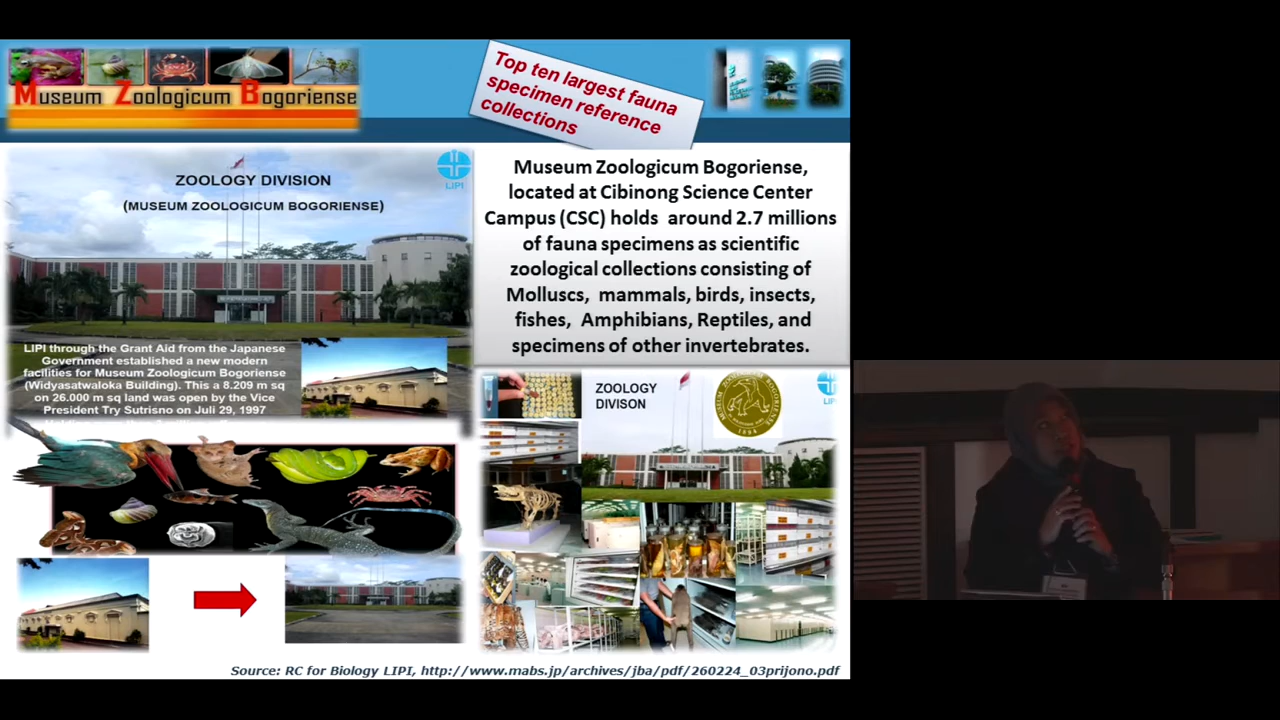 Museum Zoologicum Bogoriense
Top ten largest fauna
specimen reference
collections
ZOOLOGY DIVISION
(MUSEUM ZOOLOGICUM BOGORIENSE)
LIPI
LIPI through the Grant Aid from the Japanese
Government established a new modern
facilities for Museum Zoologicum Bogoriense
(Widyasatwaloka Building). This a 8.209 m sq
on 26.000 m sq land was open by the Vice
President Try Sutrisno on Juli 29, 1997
Museum Zoologicum Bogoriense,
located at Cibinong Science Center
Campus (CSC) holds around 2.7 millions
of fauna specimens as scientific
zoological collections consisting of
Molluscs, mammals, birds, insects,
fishes, Amphibians, Reptiles, and
specimens of other invertebrates.
ZOOLOGY
DIVISON
LIPI
Source: RC for Biology LIPI, http://www.mabs.jp/archives/jba/pdf/260224_03prijono.pdf